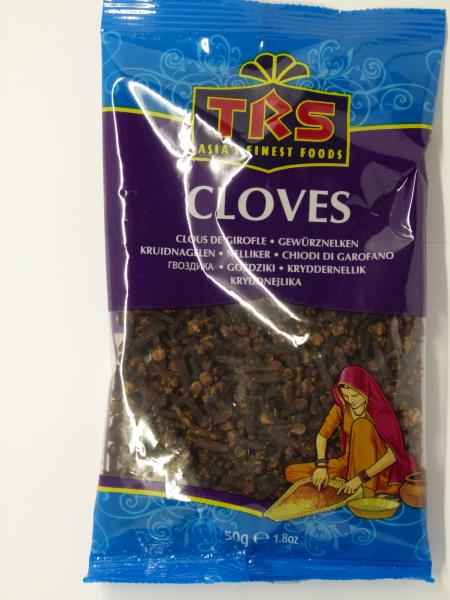 TRS
ASIA'S FINEST FOODS
CLOVES
CLOUS DE GIROFLE • GEWÜRZNELKEN
KRUIDNAGELEN • NELLIKER • CHIODI DI GAROFANO
ГВОЗДИКА • GOŹDZIKI • KRYDDERNELLIK
KRYDDNEJLIKA
50g ℮ 1.8oz